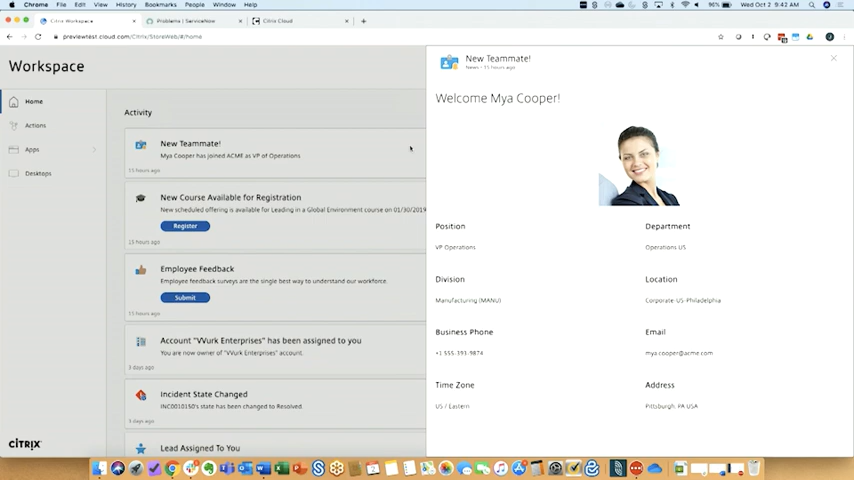 Chrome File Edit View History Bookmarks People Window Help
96% Wed Oct 2 9:42 AM
Citrix Workspace
Problems | ServiceNow
Citrix Cloud
previewtest.cloud.com/Citrix/StoreWeb/#/home
Workspace
Home
Actions
Apps
Desktops
CITRIX
Activity
New Teammate!
Mya Cooper has joined ACME as VP of Operations
15 hours ago
New Course Available for Registration
New scheduled offering is available for Leading in a Global Environment course on 01/30/2019
Register
15 hours ago
Employee Feedback
Employee feedback surveys are the single best way to understand our workforce.
Submit
15 hours ago
Account "VVurk Enterprises" has been assigned to you
You are now owner of "VVurk Enterprises" account.
3 days ago
Incident State Changed
INC0010150's state has been changed to Resolved.
Lead Assigned To You
New Teammate!
News • 15 hours ago
Welcome Mya Cooper!
Position
VP Operations
Department
Operations US
Division
Manufacturing (MANU)
Location
Corporate-US-Philadelphia
Business Phone
+1 555-393-9874
Email
mya.cooper@acme.com
Time Zone
US / Eastern
Address
Pittsburgh, PA USA